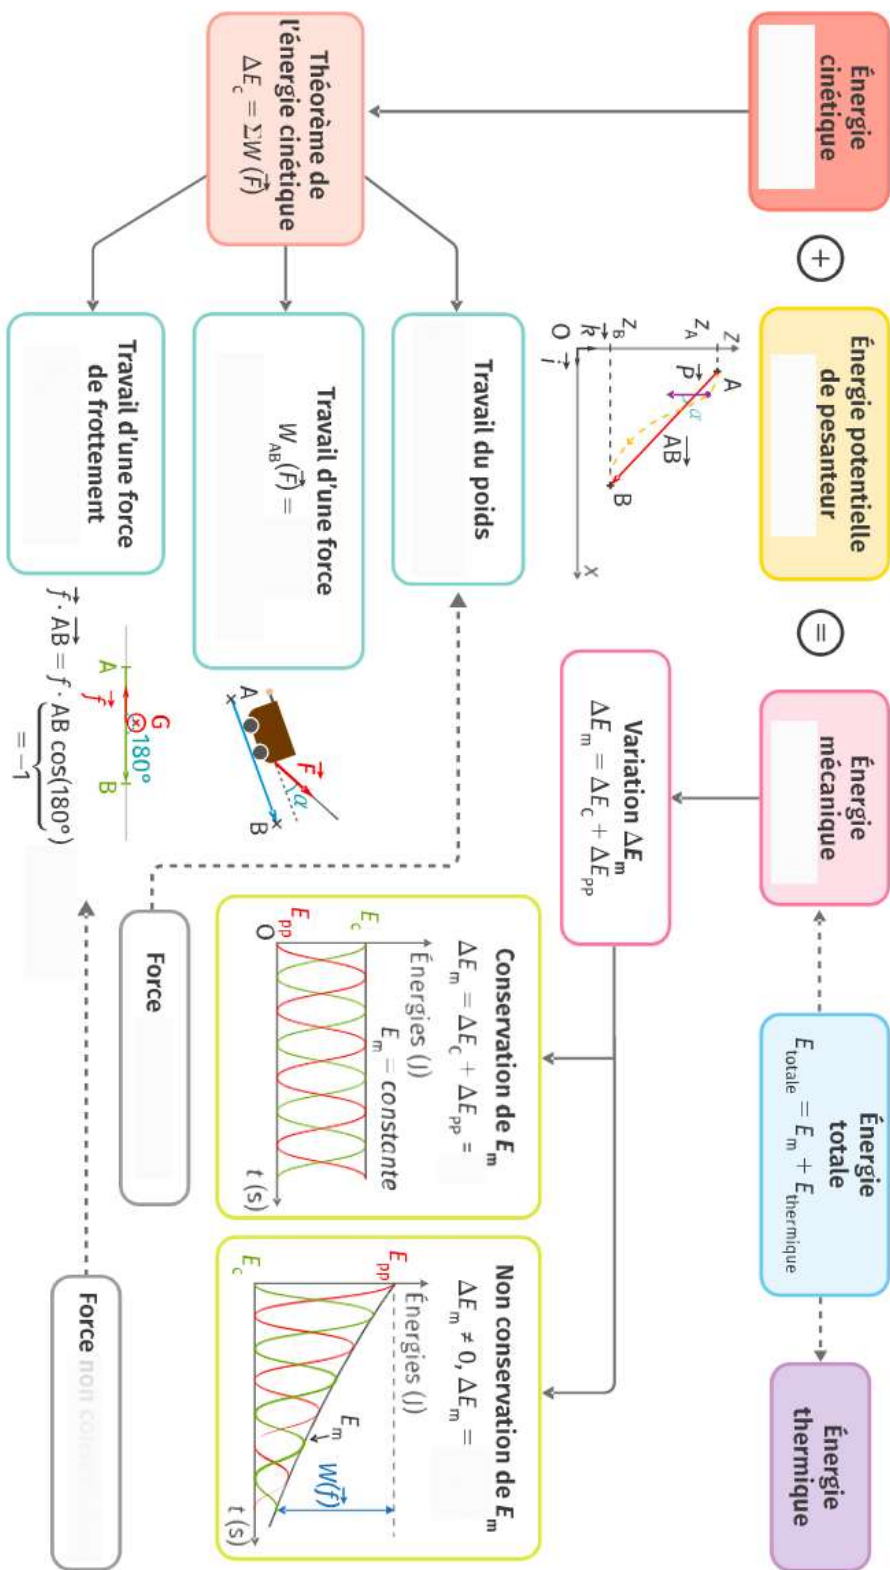 Énergie
cinétique
+
Énergie potentielle
de pesanteur
=
Énergie
mécanique
Énergie
totale
E_totale = E_m + E_thermique
Énergie
thermique
z
z_A
z_B
k⃗
O
i⃗
x
A
P⃗
α
AB⃗
B
Variation ΔE_m
ΔE_m = ΔE_c + ΔE_pp
Théorème de
l'énergie cinétique
ΔE_c = ΣW (F⃗)
Travail du poids
Travail d'une force
W_AB(F⃗) =
A
F⃗
α
B
Travail d'une force
de frottement
G
180°
A
f⃗
B
f⃗ · AB⃗ = f · AB cos(180°)
= −1
Conservation de E_m
ΔE_m = ΔE_c + ΔE_pp =
Énergies (J)
E_m = constante
E_c
E_pp
O
t (s)
Non conservation de E_m
ΔE_m ≠ 0, ΔE_m =
Énergies (J)
E_pp
E_m
W(f⃗)
E_c
t (s)
Force
Force non